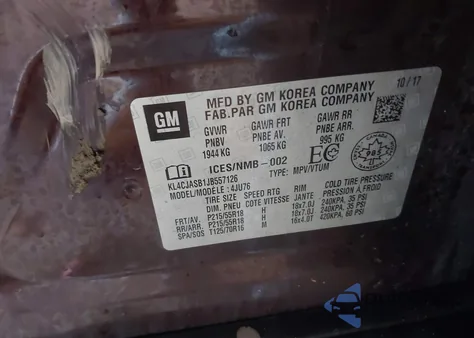 GM
MFD BY GM KOREA COMPANY 10/17
FAB.PAR GM KOREA COMPANY
GVWR GAWR FRT GAWR RR
PNBV PNBE AV. PNBE ARR.
1944 KG 1065 KG 995 KG
ICES/NMB-002
KL4CJASB1JB557126 TYPE: MPV/VTUM
MODEL/MODELE: 4JU76
TIRE SIZE SPEED RTG RIM COLD TIRE PRESSURE
DIM. PNEU COTE VITESSE JANTE PRESSION A FROID
FRT/AV. P215/55R18 H 18x7.0J 240KPA, 35 PSI
RR/ARR. P215/55R18 H 18x7.0J 240KPA, 35 PSI
SPA/SOS T125/70R16 M 16x4.0T 420KPA, 60 PSI